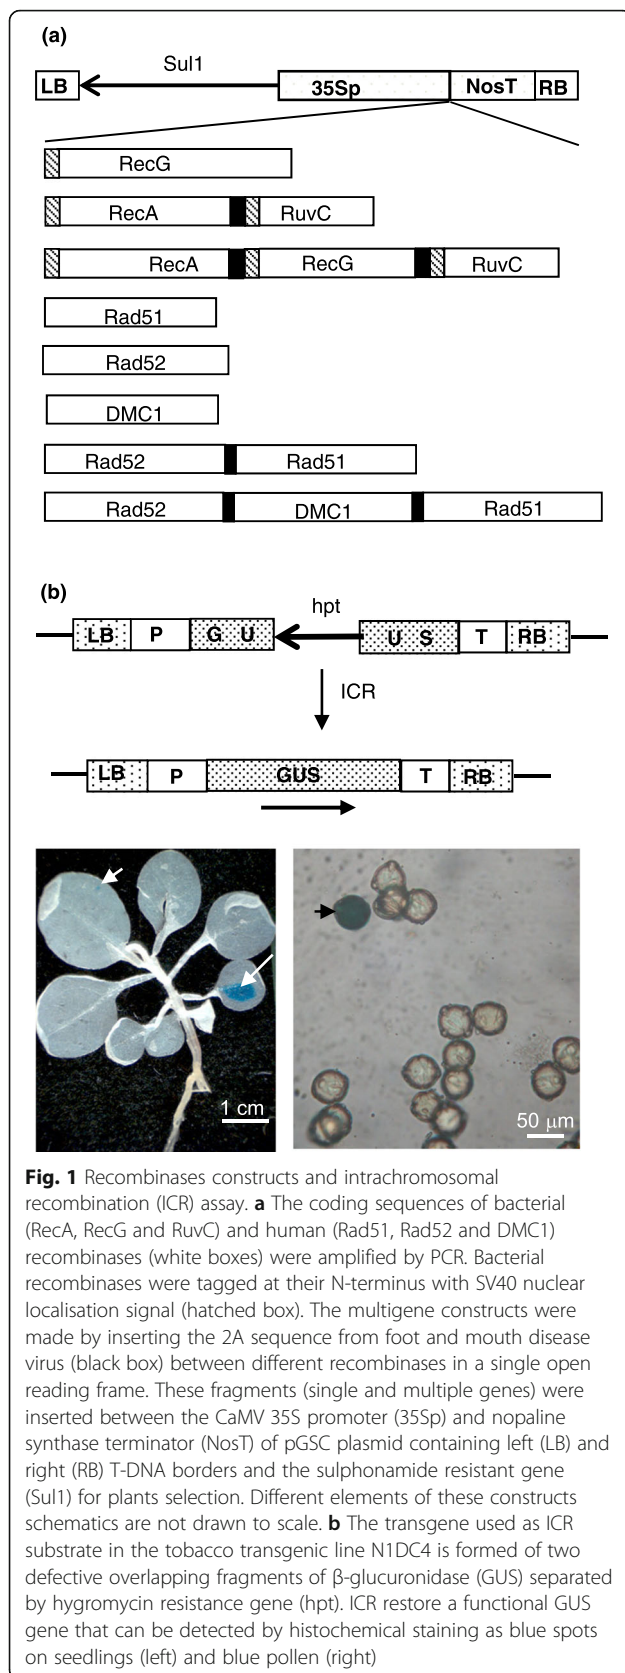 (a)
Sul1
LB 35Sp NosT RB
RecG
RecA RuvC
RecA RecG RuvC
Rad51
Rad52
DMC1
Rad52 Rad51
Rad52 DMC1 Rad51
(b)
hpt
LB P G U U S T RB
ICR
LB P GUS T RB
1 cm
50 µm
Fig. 1 Recombinases constructs and intrachromosomal
recombination (ICR) assay. a The coding sequences of bacterial
(RecA, RecG and RuvC) and human (Rad51, Rad52 and DMC1)
recombinases (white boxes) were amplified by PCR. Bacterial
recombinases were tagged at their N-terminus with SV40 nuclear
localisation signal (hatched box). The multigene constructs were
made by inserting the 2A sequence from foot and mouth disease
virus (black box) between different recombinases in a single open
reading frame. These fragments (single and multiple genes) were
inserted between the CaMV 35S promoter (35Sp) and nopaline
synthase terminator (NosT) of pGSC plasmid containing left (LB) and
right (RB) T-DNA borders and the sulphonamide resistant gene
(Sul1) for plants selection. Different elements of these constructs
schematics are not drawn to scale. b The transgene used as ICR
substrate in the tobacco transgenic line N1DC4 is formed of two
defective overlapping fragments of β-glucuronidase (GUS) separated
by hygromycin resistance gene (hpt). ICR restore a functional GUS
gene that can be detected by histochemical staining as blue spots
on seedlings (left) and blue pollen (right)